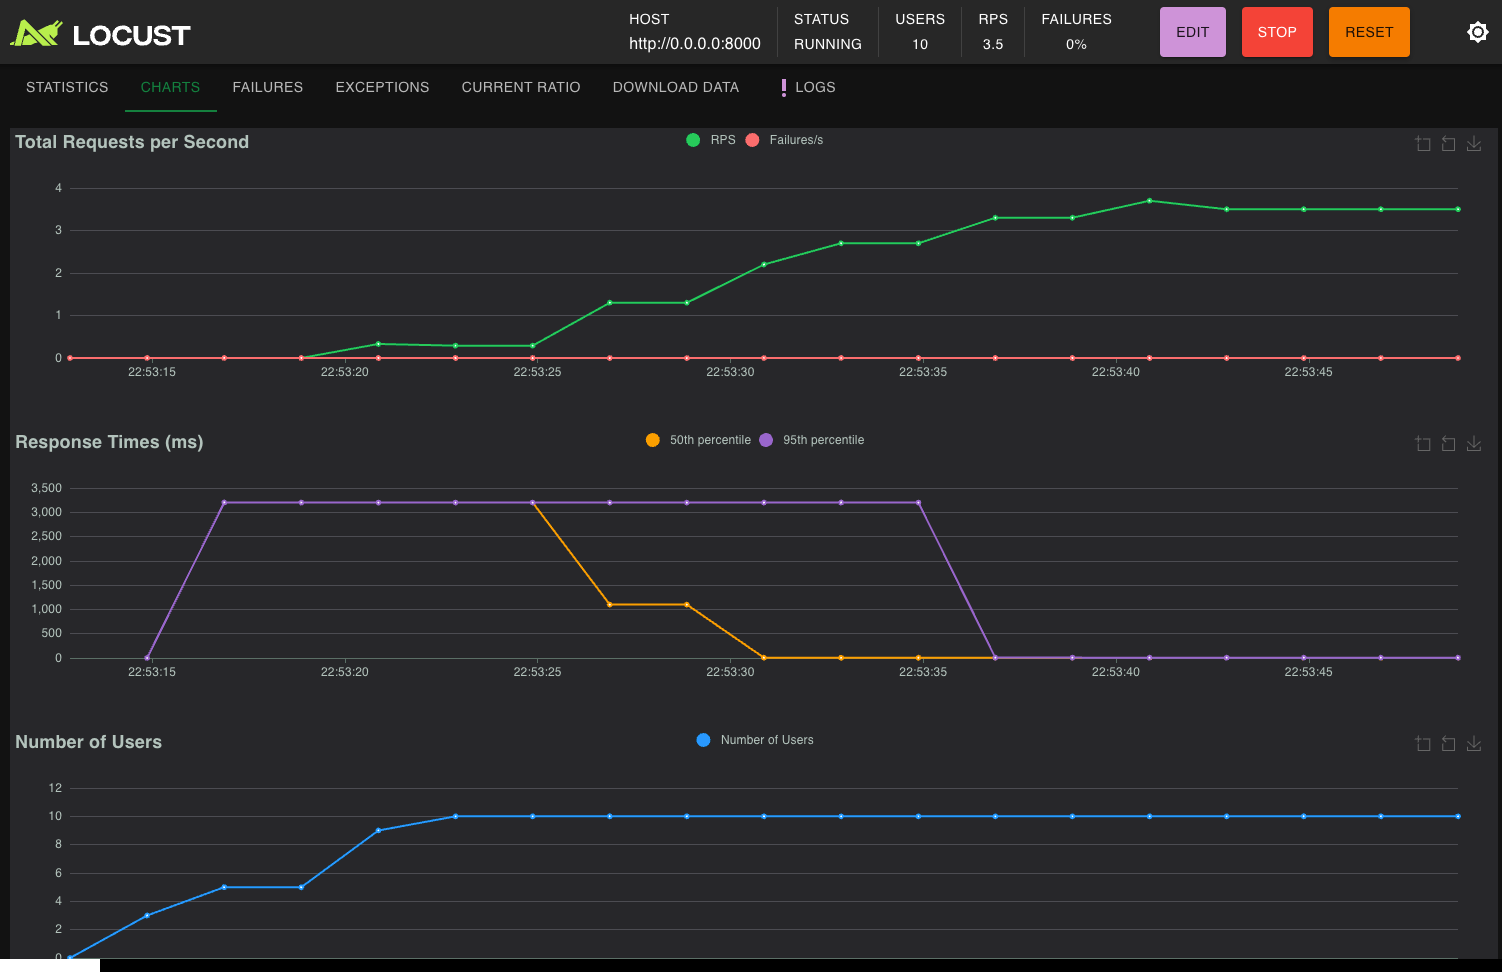 LOCUST
HOST
http://0.0.0.0:8000
STATUS
RUNNING
USERS
10
RPS
3.5
FAILURES
0%
EDIT
STOP
RESET
STATISTICS CHARTS FAILURES EXCEPTIONS CURRENT RATIO DOWNLOAD DATA LOGS
Total Requests per Second
RPS Failures/s
4
3
2
1
0
22:53:15 22:53:20 22:53:25 22:53:30 22:53:35 22:53:40 22:53:45
Response Times (ms)
50th percentile 95th percentile
3,500
3,000
2,500
2,000
1,500
1,000
500
0
22:53:15 22:53:20 22:53:25 22:53:30 22:53:35 22:53:40 22:53:45
Number of Users
Number of Users
12
10
8
6
4
2
0